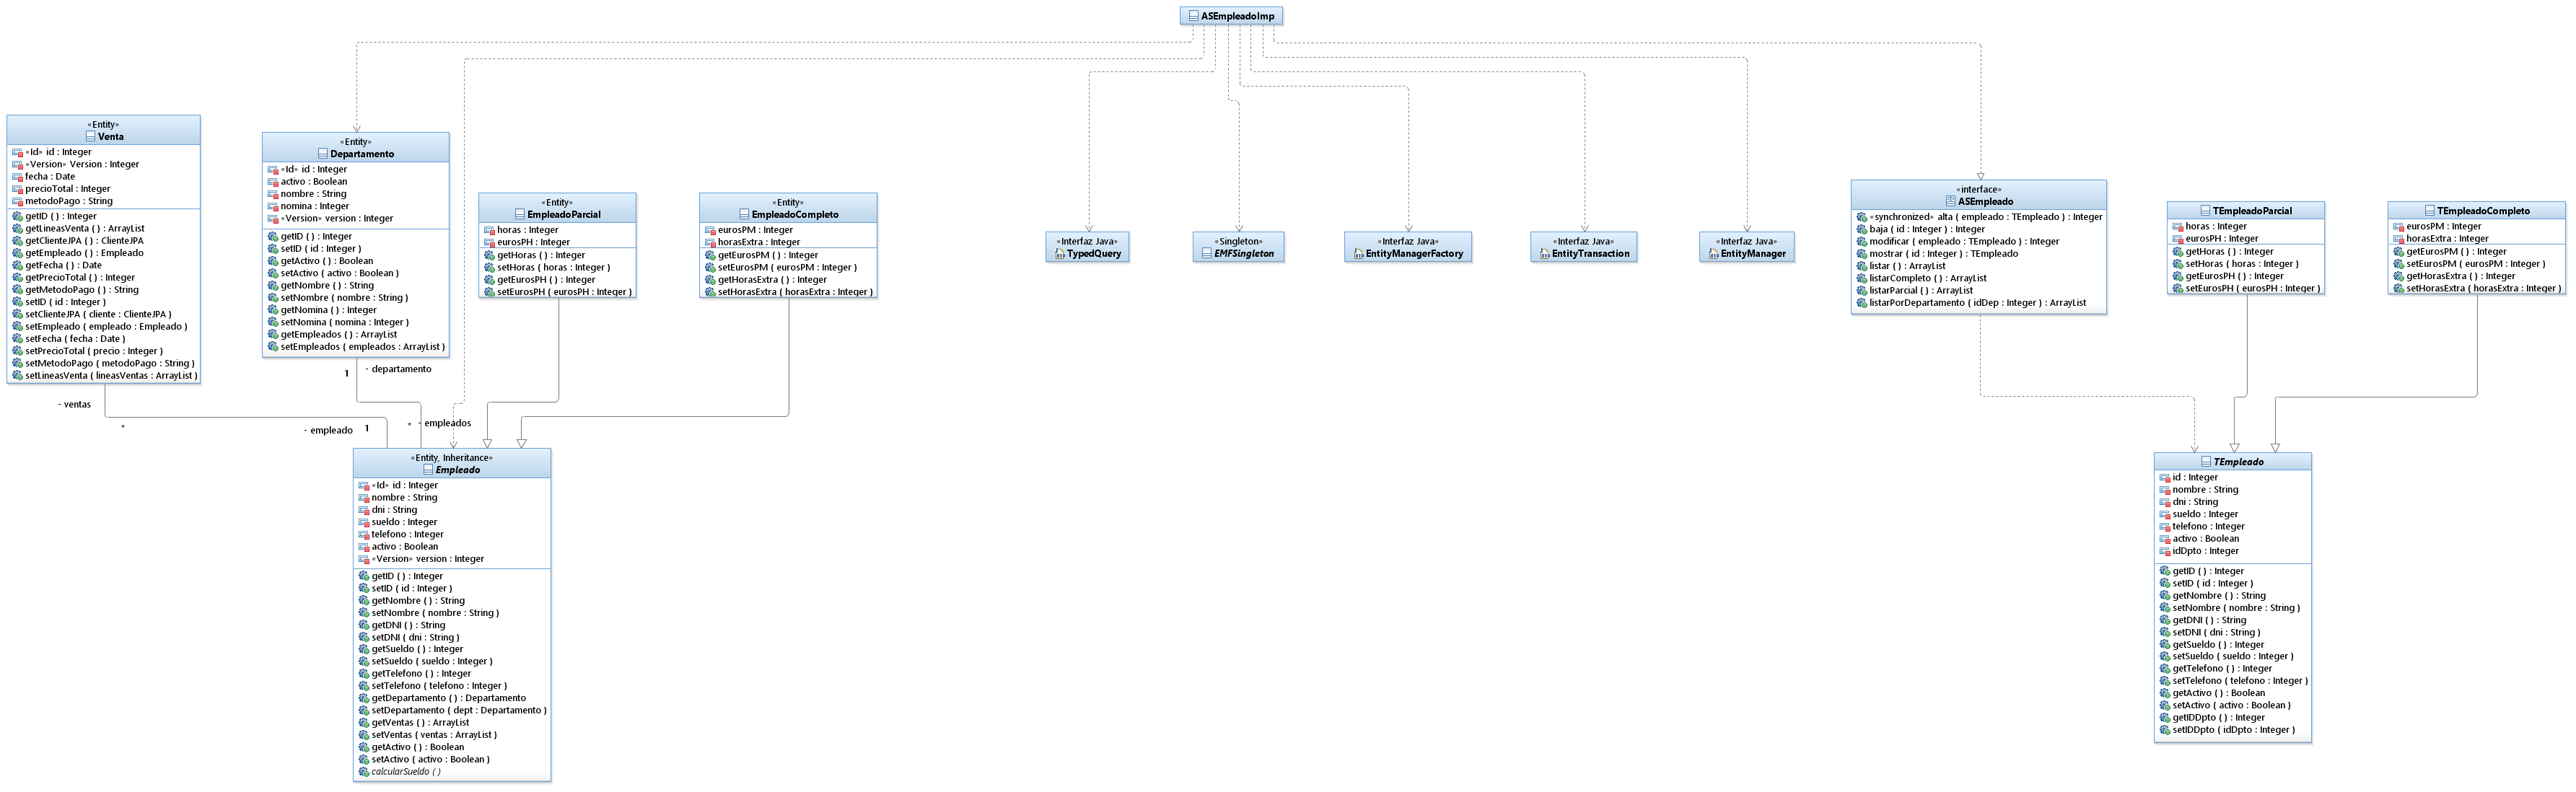 ASEmpleadoImp
«Entity»
Venta
«Id» id : Integer
«Version» Version : Integer
fecha : Date
precioTotal : Integer
metodoPago : String
getID ( ) : Integer
getLineasVenta ( ) : ArrayList
getClienteJPA ( ) : ClienteJPA
getEmpleado ( ) : Empleado
getFecha ( ) : Date
getPrecioTotal ( ) : Integer
getMetodoPago ( ) : String
setID ( id : Integer )
setClienteJPA ( cliente : ClienteJPA )
setEmpleado ( empleado : Empleado )
setFecha ( fecha : Date )
setPrecioTotal ( precio : Integer )
setMetodoPago ( metodoPago : String )
setLineasVenta ( lineasVentas : ArrayList )
«Entity»
Departamento
«Id» id : Integer
activo : Boolean
nombre : String
nomina : Integer
«Version» version : Integer
getID ( ) : Integer
setID ( id : Integer )
getActivo ( ) : Boolean
setActivo ( activo : Boolean )
getNombre ( ) : String
setNombre ( nombre : String )
getNomina ( ) : Integer
setNomina ( nomina : Integer )
getEmpleados ( ) : ArrayList
setEmpleados ( empleados : ArrayList )
«Entity»
EmpleadoParcial
horas : Integer
eurosPH : Integer
getHoras ( ) : Integer
setHoras ( horas : Integer )
getEurosPH ( ) : Integer
setEurosPH ( eurosPH : Integer )
«Entity»
EmpleadoCompleto
eurosPM : Integer
horasExtra : Integer
getEurosPM ( ) : Integer
setEurosPM ( eurosPM : Integer )
getHorasExtra ( ) : Integer
setHorasExtra ( horasExtra : Integer )
«Interfaz Java»
TypedQuery
«Singleton»
EMFSingleton
«Interfaz Java»
EntityManagerFactory
«Interfaz Java»
EntityTransaction
«Interfaz Java»
EntityManager
«interface»
ASEmpleado
«synchronized» alta ( empleado : TEmpleado ) : Integer
baja ( id : Integer ) : Integer
modificar ( empleado : TEmpleado ) : Integer
mostrar ( id : Integer ) : TEmpleado
listar ( ) : ArrayList
listarCompleto ( ) : ArrayList
listarParcial ( ) : ArrayList
listarPorDepartamento ( idDep : Integer ) : ArrayList
TEmpleadoParcial
horas : Integer
eurosPH : Integer
getHoras ( ) : Integer
setHoras ( horas : Integer )
getEurosPH ( ) : Integer
setEurosPH ( eurosPH : Integer )
TEmpleadoCompleto
eurosPM : Integer
horasExtra : Integer
getEurosPM ( ) : Integer
setEurosPM ( eurosPM : Integer )
getHorasExtra ( ) : Integer
setHorasExtra ( horasExtra : Integer )
1
- departamento
- ventas
*
- empleado
1
*
- empleados
«Entity, Inheritance»
Empleado
«Id» id : Integer
nombre : String
dni : String
sueldo : Integer
telefono : Integer
activo : Boolean
«Version» version : Integer
getID ( ) : Integer
setID ( id : Integer )
getNombre ( ) : String
setNombre ( nombre : String )
getDNI ( ) : String
setDNI ( dni : String )
getSueldo ( ) : Integer
setSueldo ( sueldo : Integer )
getTelefono ( ) : Integer
setTelefono ( telefono : Integer )
getDepartamento ( ) : Departamento
setDepartamento ( dept : Departamento )
getVentas ( ) : ArrayList
setVentas ( ventas : ArrayList )
getActivo ( ) : Boolean
setActivo ( activo : Boolean )
calcularSueldo ( )
TEmpleado
id : Integer
nombre : String
dni : String
sueldo : Integer
telefono : Integer
activo : Boolean
idDpto : Integer
getID ( ) : Integer
setID ( id : Integer )
getNombre ( ) : String
setNombre ( nombre : String )
getDNI ( ) : String
setDNI ( dni : String )
getSueldo ( ) : Integer
setSueldo ( sueldo : Integer )
getTelefono ( ) : Integer
setTelefono ( telefono : Integer )
getActivo ( ) : Boolean
setActivo ( activo : Boolean )
getIDDpto ( ) : Integer
setIDDpto ( idDpto : Integer )